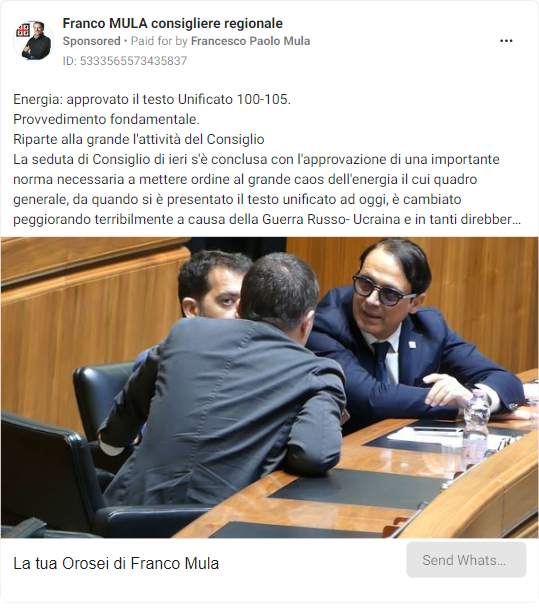 Franco MULA consigliere regionale
Sponsored • Paid for by Francesco Paolo Mula
ID: 5333565573435837
Energia: approvato il testo Unificato 100-105.
Provvedimento fondamentale.
Riparte alla grande l'attività del Consiglio
La seduta di Consiglio di ieri s'è conclusa con l'approvazione di una importante
norma necessaria a mettere ordine al grande caos dell'energia il cui quadro
generale, da quando si è presentato il testo unificato ad oggi, è cambiato
peggiorando terribilmente a causa della Guerra Russo- Ucraina e in tanti direbber…
La tua Orosei di Franco Mula
Send Whats...